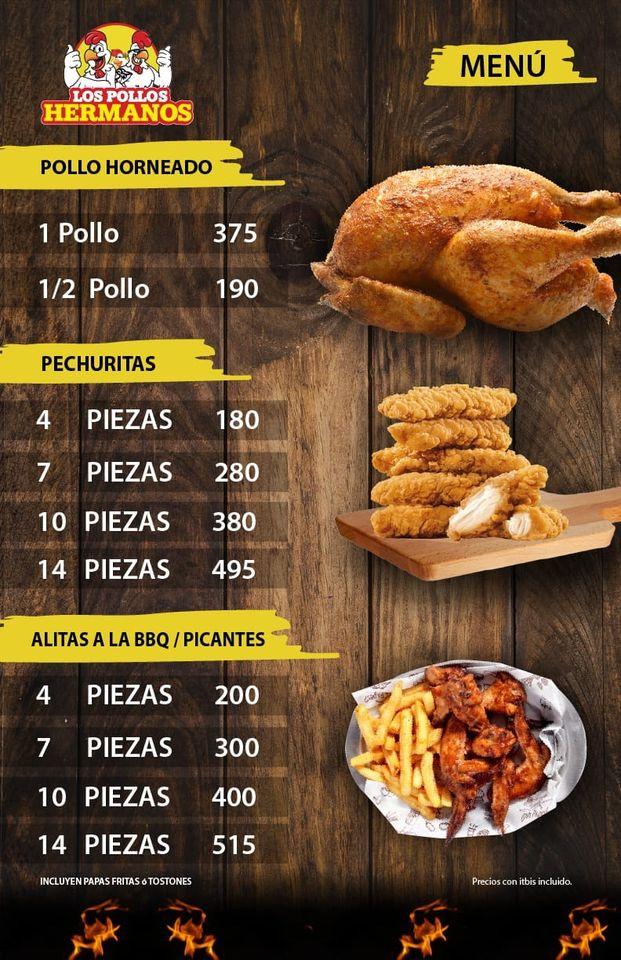 LOS POLLOS
HERMANOS
MENÚ
POLLO HORNEADO
1 Pollo 375
1/2 Pollo 190
PECHURITAS
4 PIEZAS 180
7 PIEZAS 280
10 PIEZAS 380
14 PIEZAS 495
ALITAS A LA BBQ / PICANTES
4 PIEZAS 200
7 PIEZAS 300
10 PIEZAS 400
14 PIEZAS 515
INCLUYEN PAPAS FRITAS ó TOSTONES
Precios con itbis incluido.